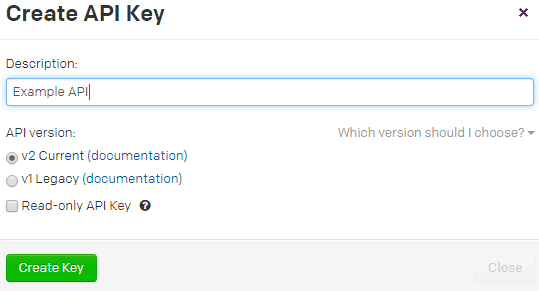 Create API Key ×
Description:
Example API
API version: Which version should I choose?
v2 Current (documentation)
v1 Legacy (documentation)
Read-only API Key ?
Create Key Close